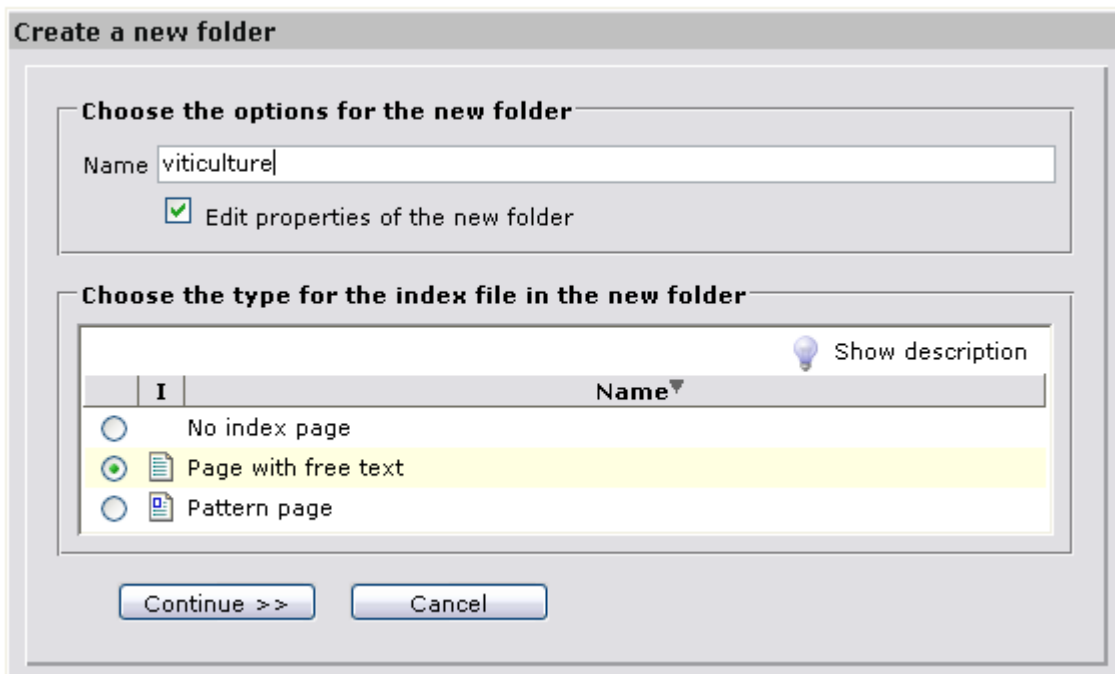 Create a new folder
Choose the options for the new folder
Name viticulture
Edit properties of the new folder
Choose the type for the index file in the new folder
Show description
I Name
No index page
Page with free text
Pattern page
Continue >> Cancel